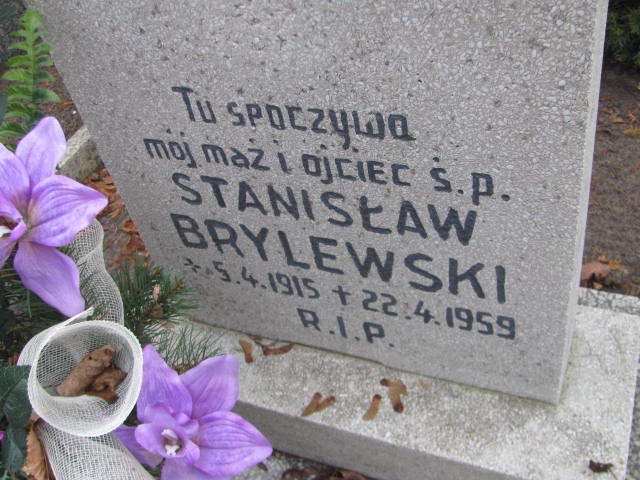 Tu spoczywa
mój mąż i ojciec ś.p.
STANISŁAW
BRYLEWSKI
* 5.4.1915 + 22.4.1959
R.I.P.